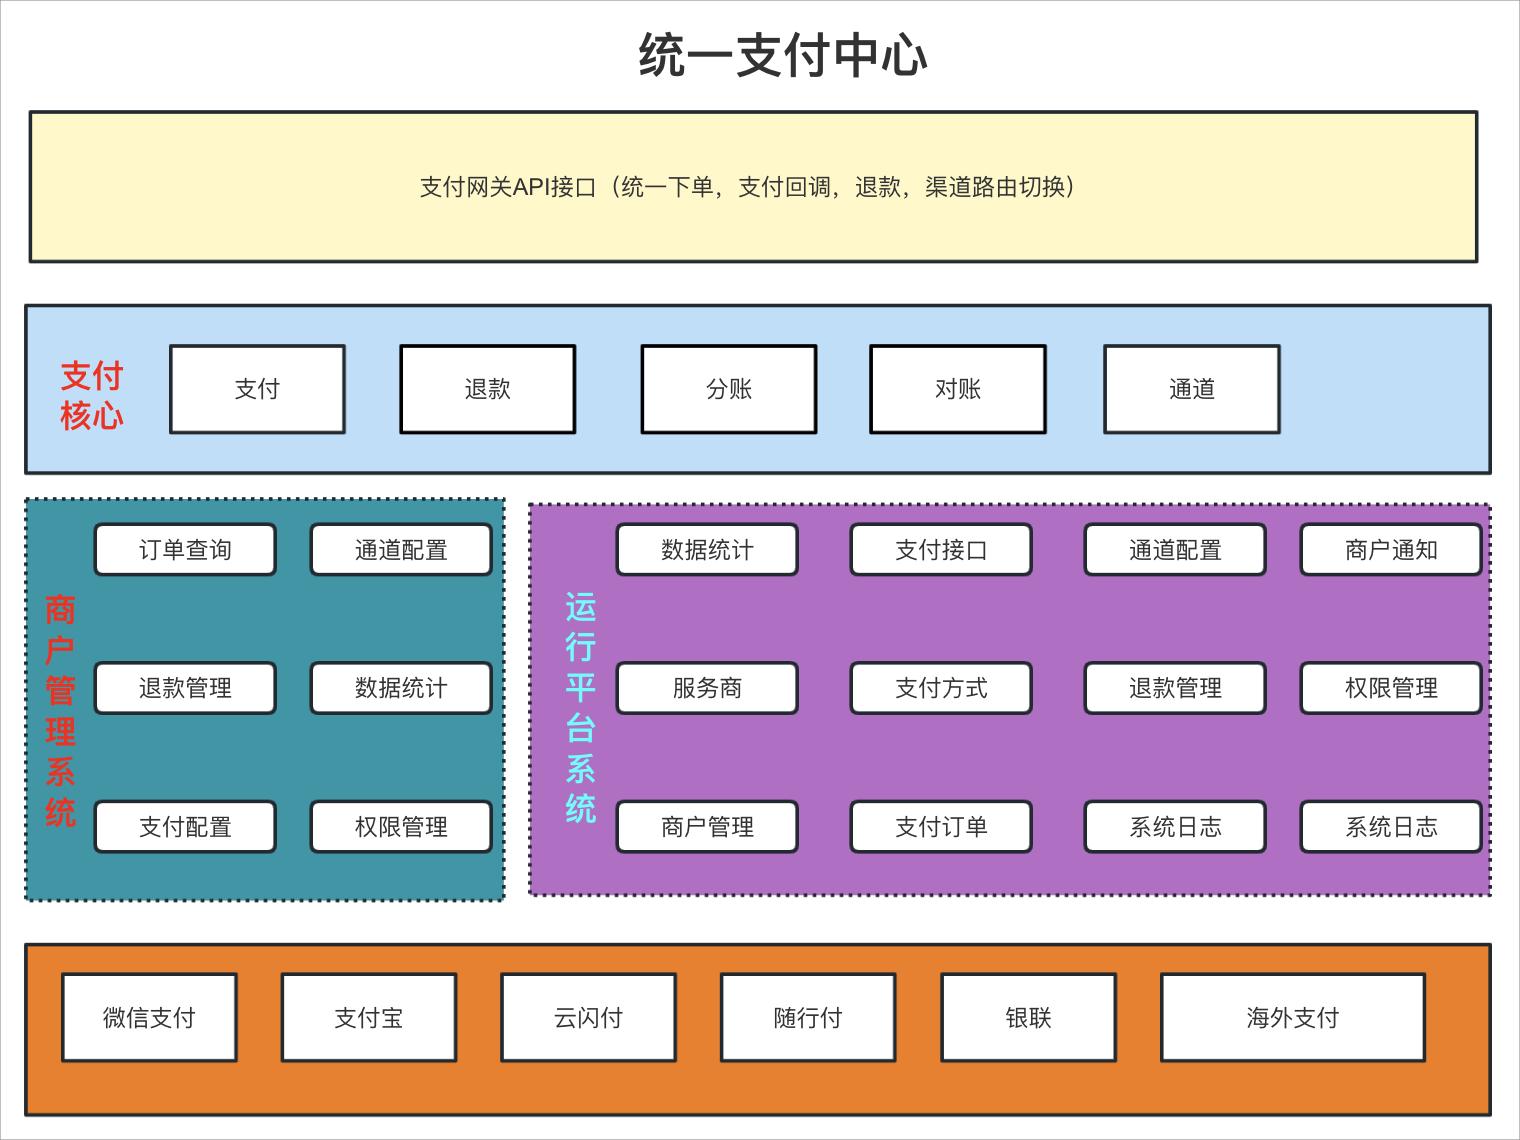 统一支付中心
支付网关API接口（统一下单，支付回调，退款，渠道路由切换）
支付
核心
支付
退款
分账
对账
通道
商户管理系统
订单查询
通道配置
退款管理
数据统计
支付配置
权限管理
运行平台系统
数据统计
支付接口
通道配置
商户通知
服务商
支付方式
退款管理
权限管理
商户管理
支付订单
系统日志
系统日志
微信支付
支付宝
云闪付
随行付
银联
海外支付